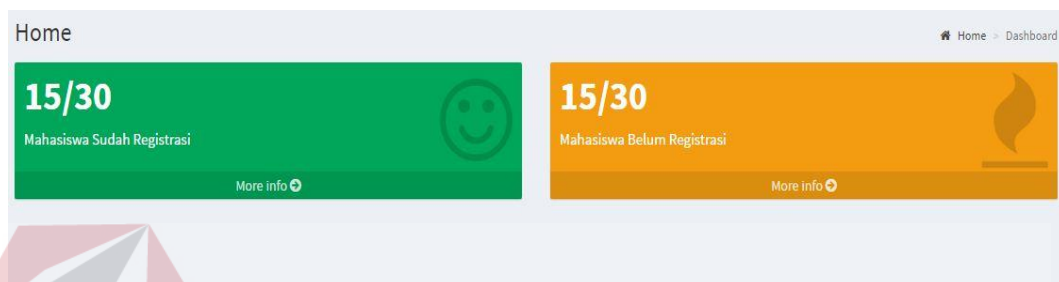 Home
Home > Dashboard
15/30
Mahasiswa Sudah Registrasi
More info
15/30
Mahasiswa Belum Registrasi
More info